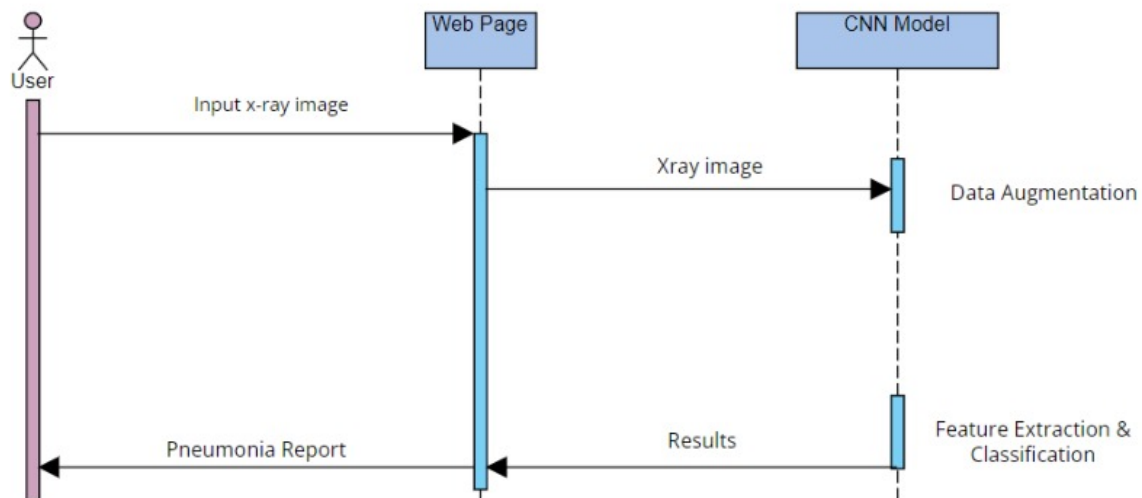 Web Page
CNN Model
User
Input x-ray image
Xray image
Data Augmentation
Feature Extraction &
Classification
Results
Pneumonia Report